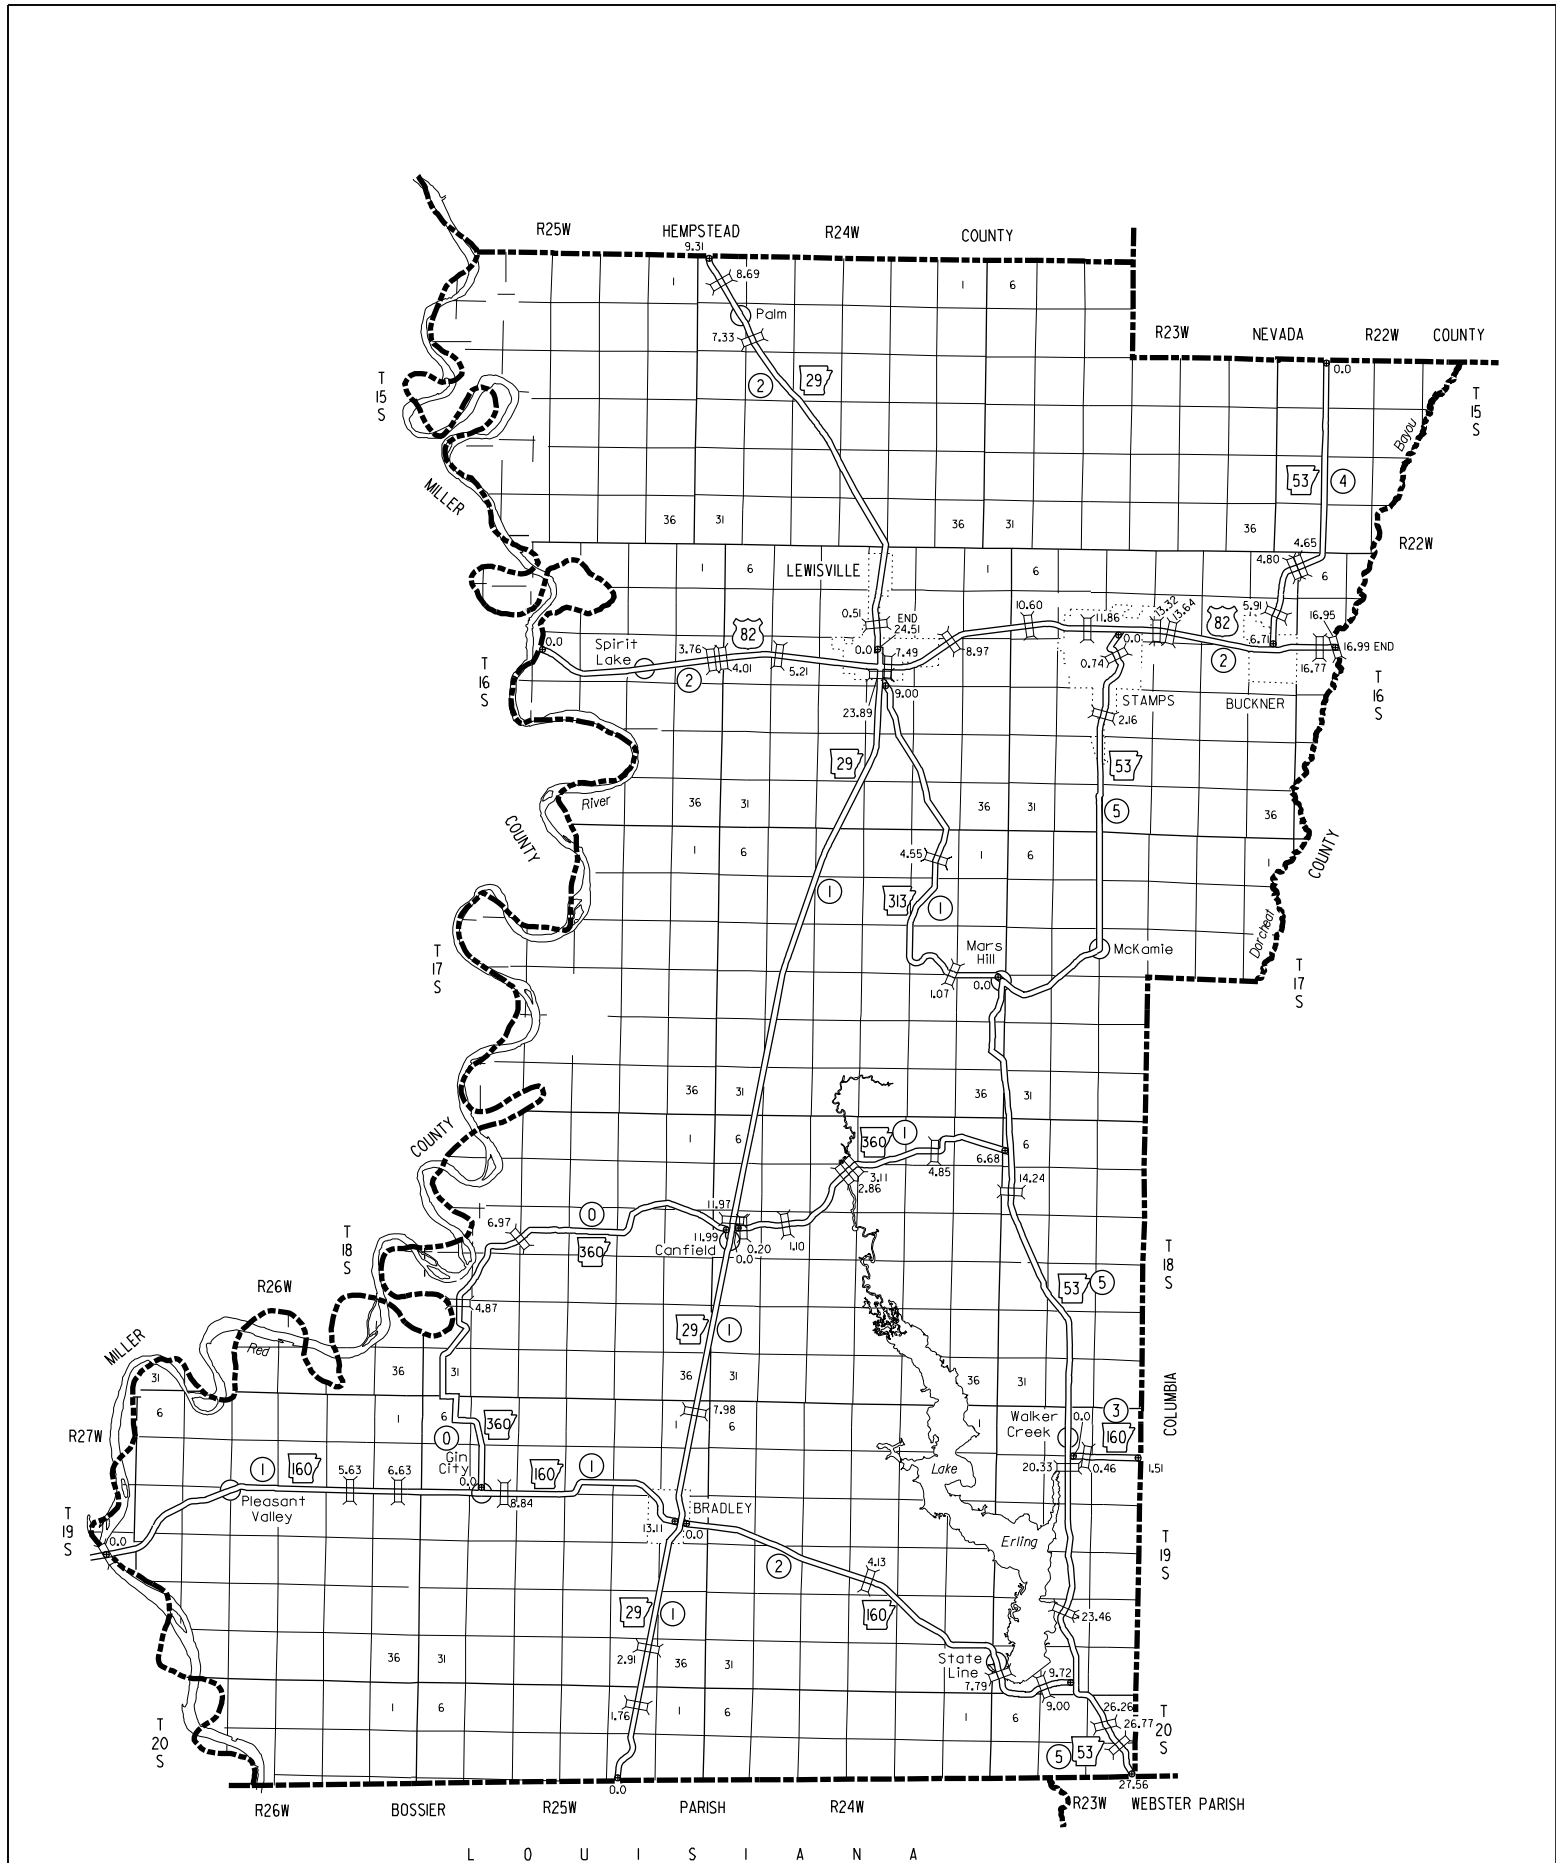 R25W HEMPSTEAD R24W COUNTY
9.31
1 8.69 1 6
Palm
7.33
R23W NEVADA R22W COUNTY
0.0
2 29
T 15 S
T 15 S
Bayou
MILLER
53 4
36 31 36 31 36
4.65
R22W
4.80
1 6 LEWISVILLE 1 6 6
0.51 END 24.51 10.60 11.86 13.32 13.64 82 5.91 16.95
82
0.0 Spirit Lake 3.76 4.01 5.21 0.0 7.49 8.97 0.0 6.71 16.99 END
0.74 2 16.77
T 16 S
2 9.00
T 16 S
23.89 STAMPS BUCKNER
2.16
29 53
River 36 31 36 31 5 36
COUNTY
1 6 4.55 1 6 1
COUNTY
1 313 1
Dorcheat
Mars Hill McKamie
T 17 S
1.07 0.0
T 17 S
36 31 36 31
COUNTY
1 6 360 1 6
4.85 6.68
3.11 14.24
2.86
11.97
6.97 0
T 18 S
11.99 360 Canfield 0.20 0.0 1.10
T 18 S
R26W
53 5
4.87
MILLER
Red
29 1
31 36 31 36 31 36 31
COLUMBIA
6 1 6 7.98 1 6 1
360 Walker Creek 0.0 3
R27W
0 160
Gin City
1 160 5.63 6.63 0.0 160 1 Lake 20.33 0.46 1.51
8.84
Pleasant Valley BRADLEY
T 19 S
0.0 13.11 0.0 Erling
T 19 S
2 4.13
29 1 160 23.46
2.91
36 31 36 31 State Line
7.79 9.72
9.00
1 6 1.76 1 6 1 6 26.26
26.77
T 20 S
T 20 S
5 53
0.0 27.56
R26W BOSSIER R25W PARISH R24W R23W WEBSTER PARISH
L O U I S I A N A